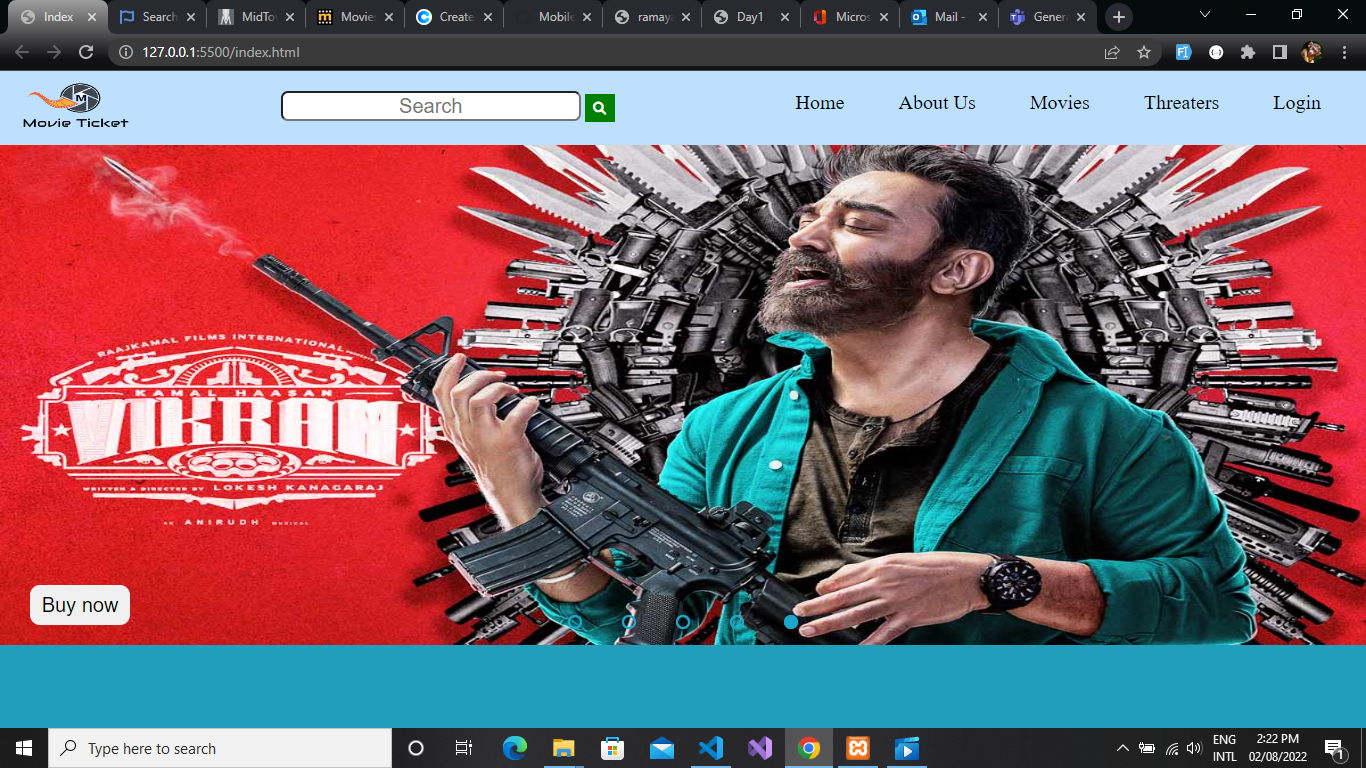 Index
Search
MidTo
Movie
Create
Mobile
ramay
Day1
Micros
Mail -
Gener
127.0.0.1:5500/index.html
M
Movie Ticket
Search
Home
About Us
Movies
Threaters
Login
RAAJKAMAL FILMS INTERNATIONAL
KAMAL HAASAN
VIKRAM
WRITTEN & DIRECTED BY LOKESH KANAGARAJ
AN ANIRUDH MUSICAL
Buy now
Type here to search
ENG
INTL
2:22 PM
02/08/2022
1